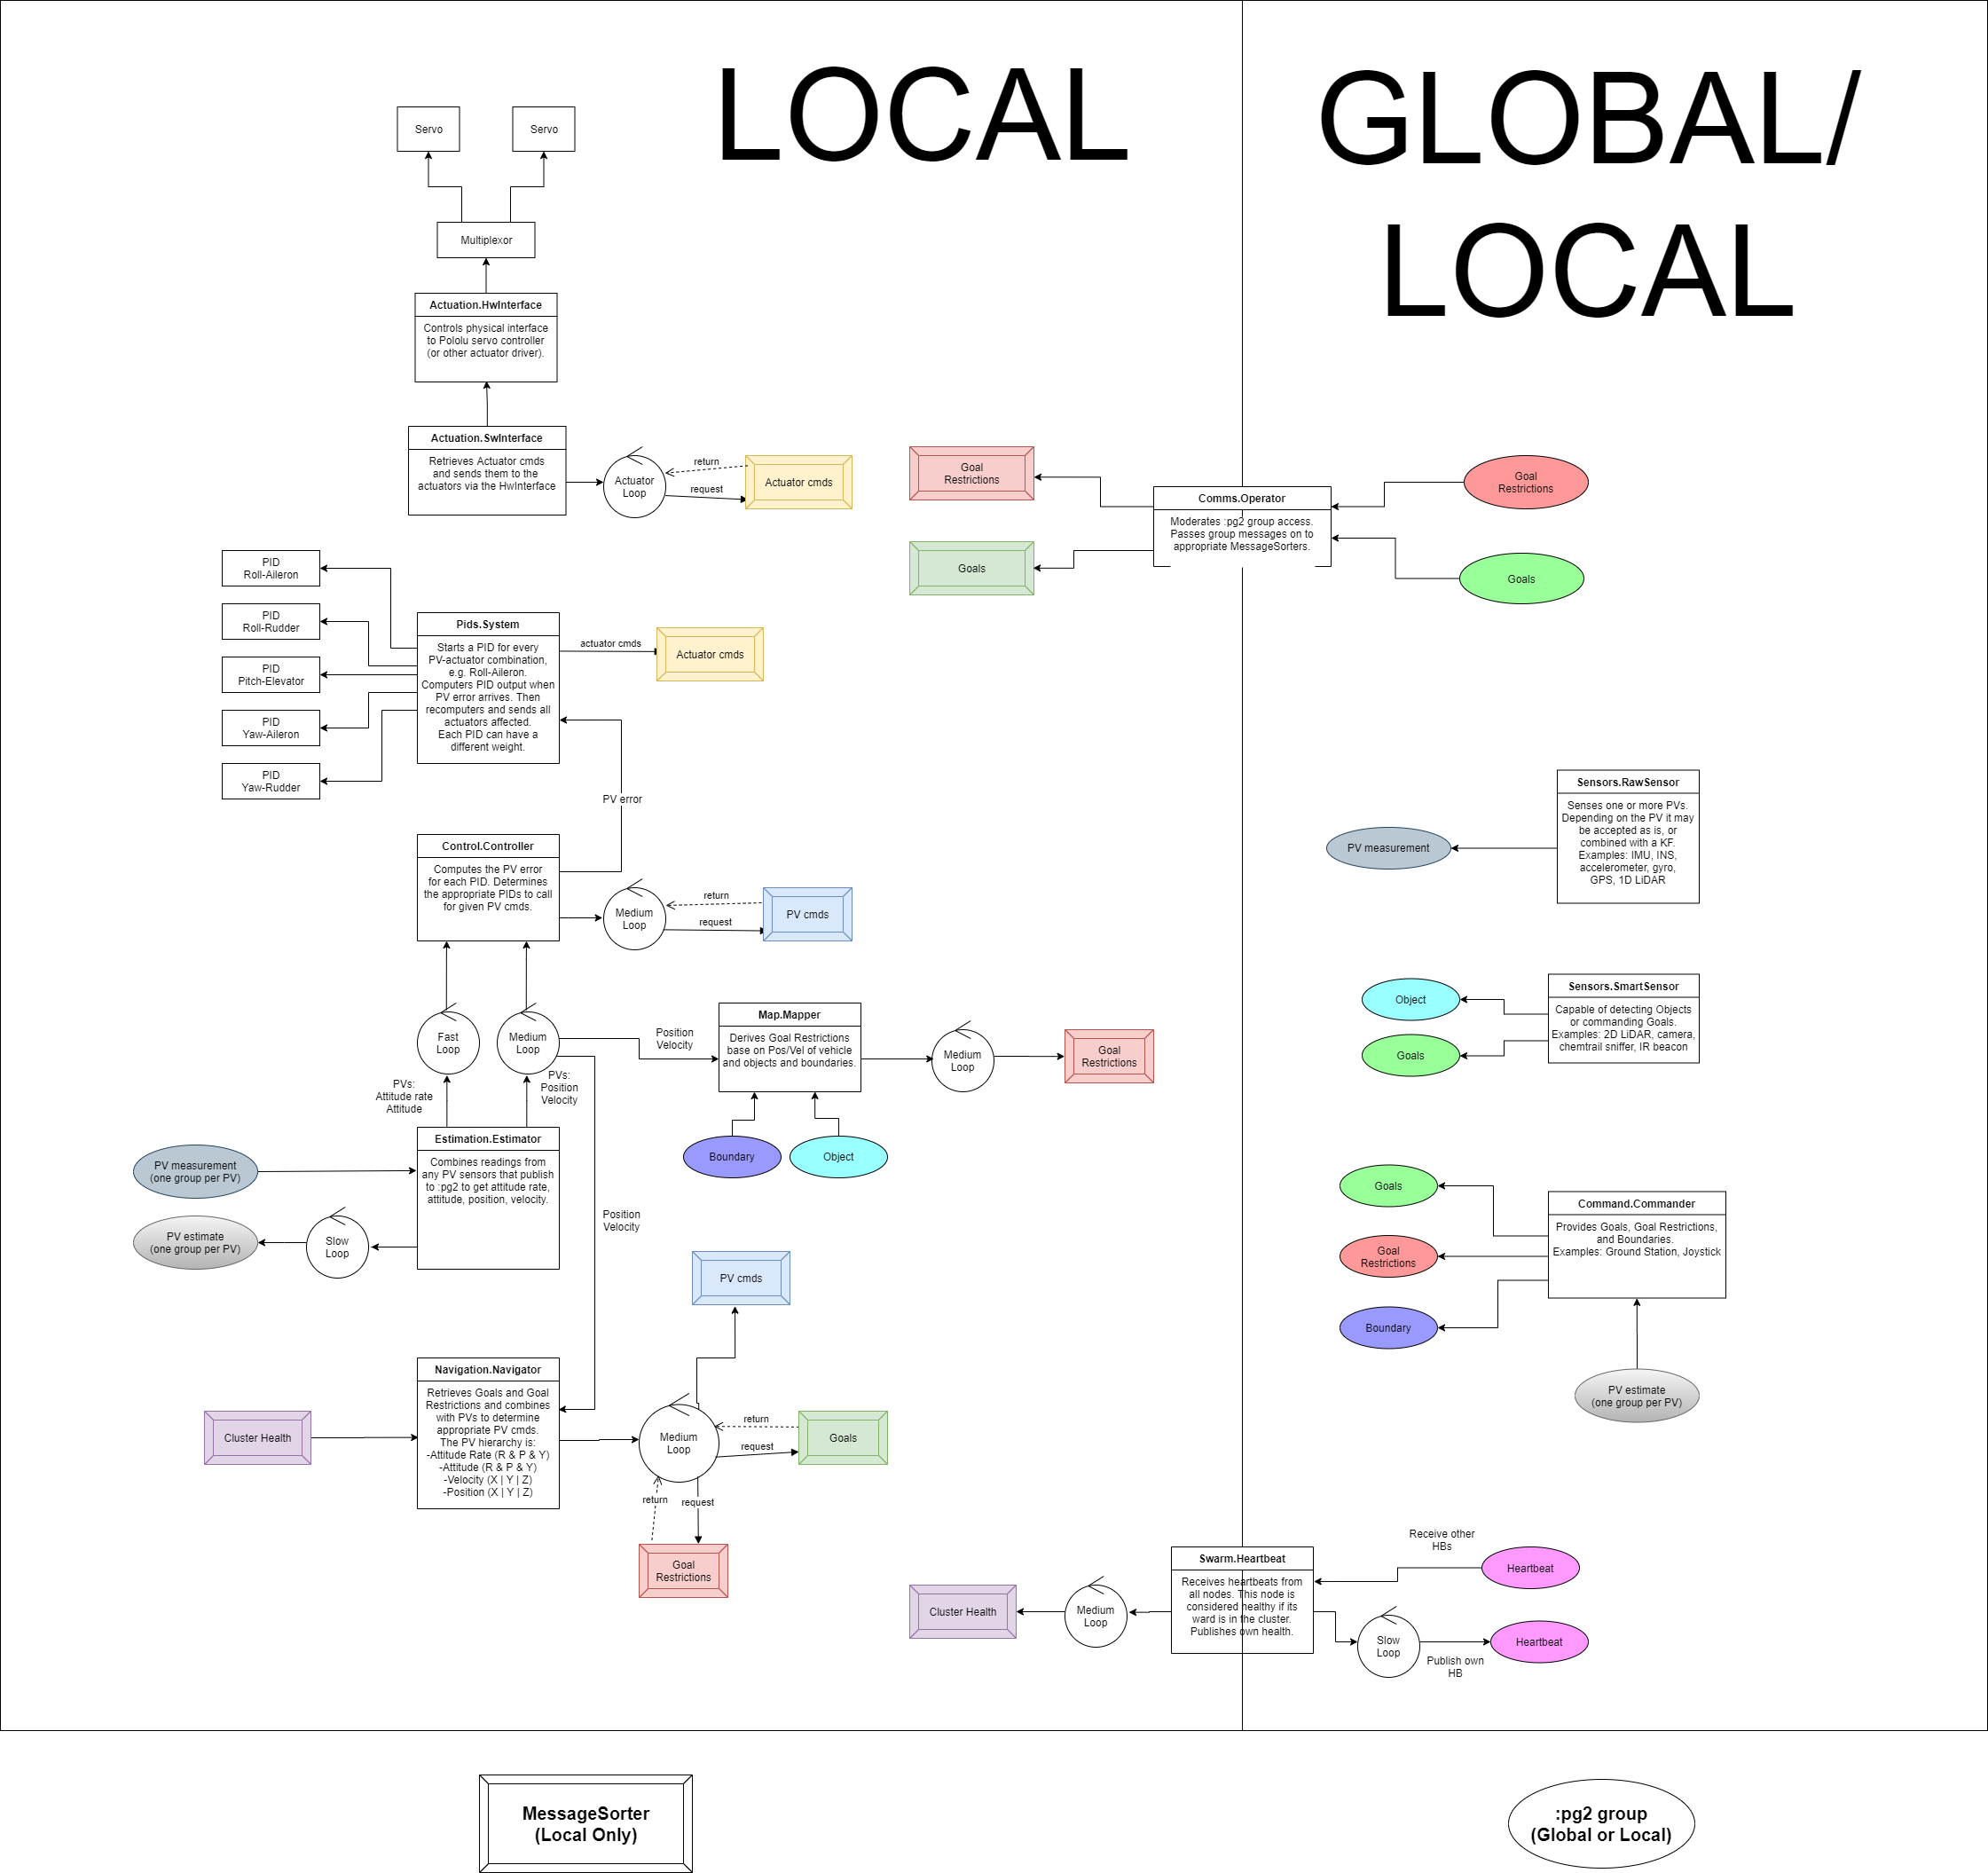 LOCAL
GLOBAL/
LOCAL
Servo
Servo
Multiplexor
Actuation.HwInterface
Controls physical interface
to Pololu servo controller
(or other actuator driver).
Actuation.SwInterface
Retrieves Actuator cmds
and sends them to the
actuators via the HwInterface
Actuator
Loop
return
request
Actuator cmds
Goal
Restrictions
Goals
Comms.Operator
Moderates :pg2 group access.
Passes group messages on to
appropriate MessageSorters.
Goal
Restrictions
Goals
PID
Roll-Aileron
PID
Roll-Rudder
PID
Pitch-Elevator
PID
Yaw-Aileron
PID
Yaw-Rudder
Pids.System
Starts a PID for every
PV-actuator combination,
e.g. Roll-Aileron.
Computers PID output when
PV error arrives. Then
recomputers and sends all
actuators affected.
Each PID can have a
different weight.
actuator cmds
Actuator cmds
PV error
Sensors.RawSensor
Senses one or more PVs.
Depending on the PV it may
be accepted as is, or
combined with a KF.
Examples: IMU, INS,
accelerometer, gyro,
GPS, 1D LiDAR
PV measurement
Control.Controller
Computes the PV error
for each PID. Determines
the appropriate PIDs to call
for given PV cmds.
Medium
Loop
return
request
PV cmds
Fast
Loop
Medium
Loop
Position
Velocity
Map.Mapper
Derives Goal Restrictions
base on Pos/Vel of vehicle
and objects and boundaries.
Medium
Loop
Goal
Restrictions
Boundary
Object
Object
Goals
Sensors.SmartSensor
Capable of detecting Objects
or commanding Goals.
Examples: 2D LiDAR, camera,
chemtrail sniffer, IR beacon
PVs:
Attitude rate
Attitude
PVs:
Position
Velocity
Estimation.Estimator
Combines readings from
any PV sensors that publish
to :pg2 to get attitude rate,
attitude, position, velocity.
PV measurement
(one group per PV)
PV estimate
(one group per PV)
Slow
Loop
Position
Velocity
Goals
Goal
Restrictions
Boundary
Command.Commander
Provides Goals, Goal Restrictions,
and Boundaries.
Examples: Ground Station, Joystick
PV estimate
(one group per PV)
PV cmds
Navigation.Navigator
Retrieves Goals and Goal
Restrictions and combines
with PVs to determine
appropriate PV cmds.
The PV hierarchy is:
-Attitude Rate (R & P & Y)
-Attitude (R & P & Y)
-Velocity (X | Y | Z)
-Position (X | Y | Z)
Cluster Health
Medium
Loop
return
request
Goals
return
request
Goal
Restrictions
Cluster Health
Medium
Loop
Swarm.Heartbeat
Receives heartbeats from
all nodes. This node is
considered healthy if its
ward is in the cluster.
Publishes own health.
Receive other
HBs
Heartbeat
Slow
Loop
Publish own
HB
Heartbeat
MessageSorter
(Local Only)
:pg2 group
(Global or Local)